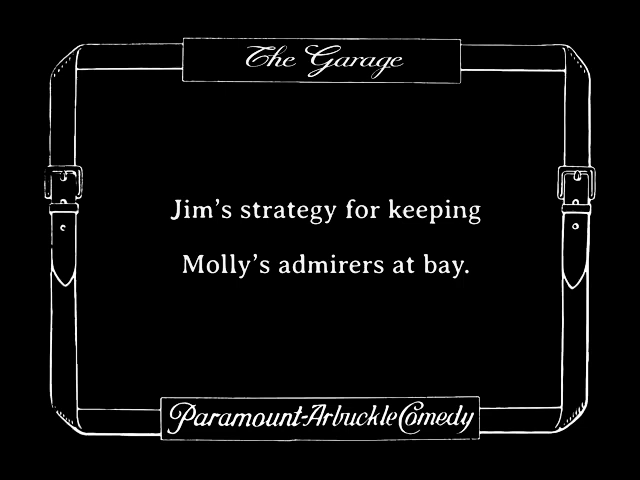 The Garage
Jim's strategy for keeping
Molly's admirers at bay.
Paramount-Arbuckle Comedy